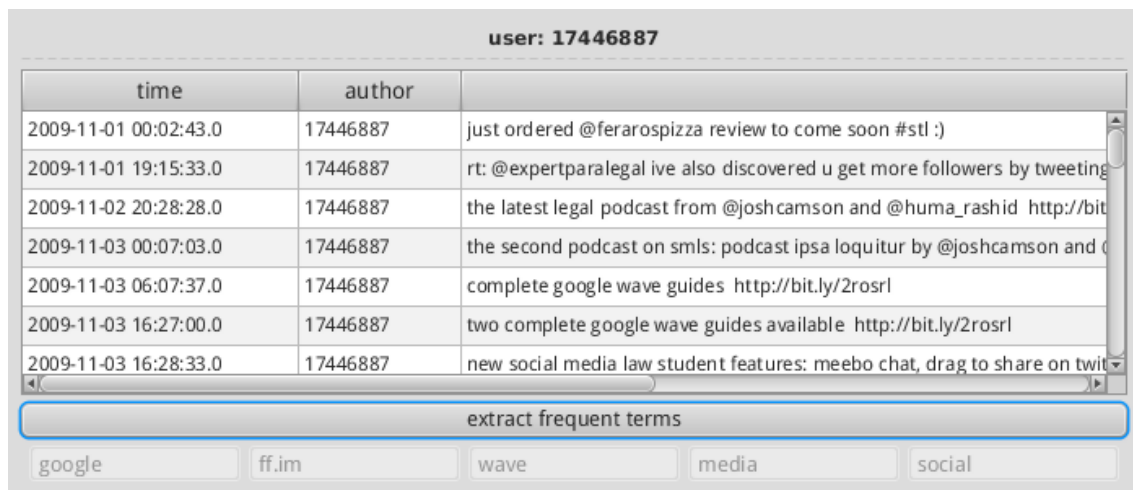 user: 17446887
time author
2009-11-01 00:02:43.0 17446887 just ordered @ferarospizza review to come soon #stl :)
2009-11-01 19:15:33.0 17446887 rt: @expertparalegal ive also discovered u get more followers by tweeting
2009-11-02 20:28:28.0 17446887 the latest legal podcast from @joshcamson and @huma_rashid http://bit
2009-11-03 00:07:03.0 17446887 the second podcast on smls: podcast ipsa loquitur by @joshcamson and
2009-11-03 06:07:37.0 17446887 complete google wave guides http://bit.ly/2rosrl
2009-11-03 16:27:00.0 17446887 two complete google wave guides available http://bit.ly/2rosrl
2009-11-03 16:28:33.0 17446887 new social media law student features: meebo chat, drag to share on twit
extract frequent terms
google ff.im wave media social